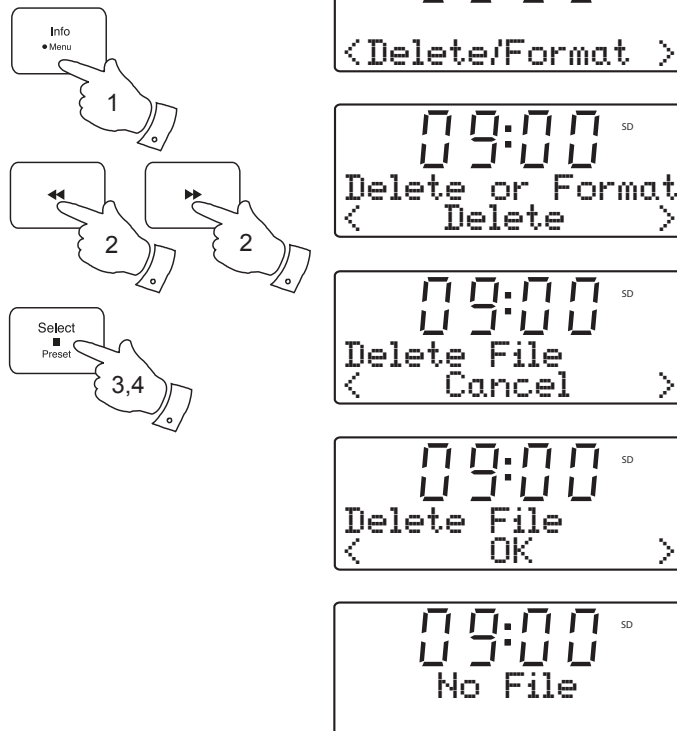 Info
• Menu
1
◄◄
►►
2
2
Select
■
Preset
3,4
<Delete/Format >
09:00 SD
Delete or Format
< Delete >
09:00 SD
Delete File
< Cancel >
09:00 SD
Delete File
< OK >
09:00 SD
No File